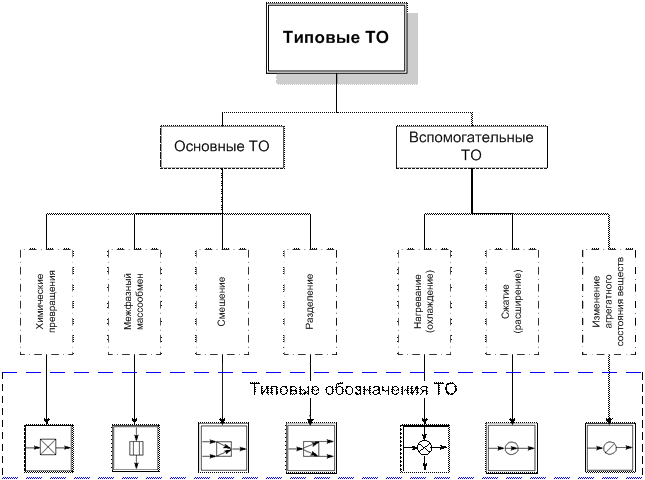 Типовые ТО
Основные ТО
Вспомогательные
ТО
Химические
превращения
Межфазный
массообмен
Смешение
Разделение
Нагревание
(охлаждение)
Сжатие
(расширение)
Изменение
агрегатного
состояния веществ
Типовые обозначения ТО